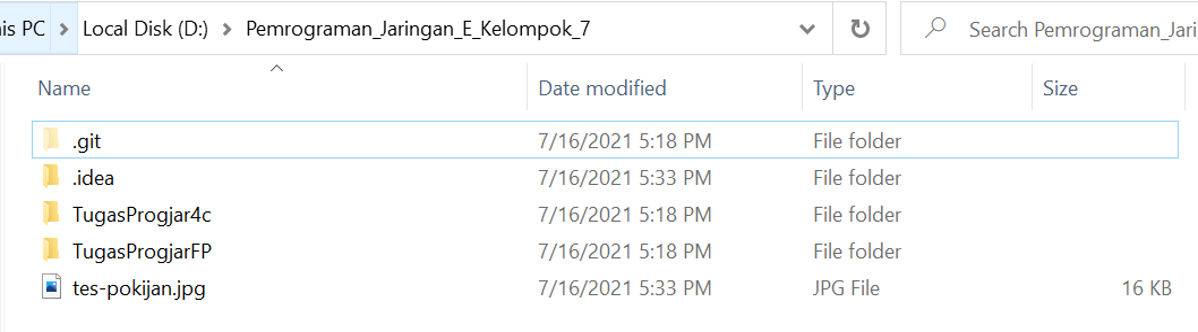 his PC > Local Disk (D:) > Pemrograman_Jaringan_E_Kelompok_7 Search Pemrograman_Jari
Name Date modified Type Size
.git 7/16/2021 5:18 PM File folder
.idea 7/16/2021 5:33 PM File folder
TugasProgjar4c 7/16/2021 5:18 PM File folder
TugasProgjarFP 7/16/2021 5:18 PM File folder
tes-pokijan.jpg 7/16/2021 5:33 PM JPG File 16 KB